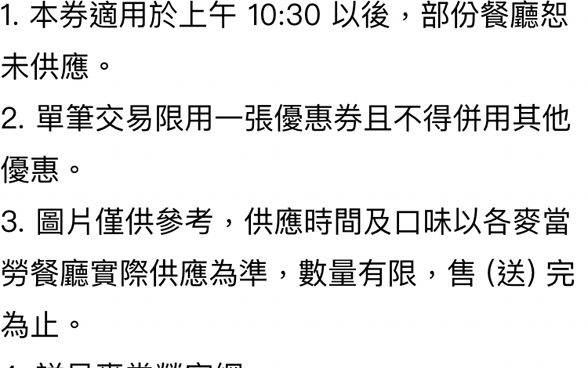 1. 本券適用於上午 10:30 以後，部份餐廳恕
未供應。
2. 單筆交易限用一張優惠券且不得併用其他
優惠。
3. 圖片僅供參考，供應時間及口味以各麥當
勞餐廳實際供應為準，數量有限，售 (送) 完
為止。